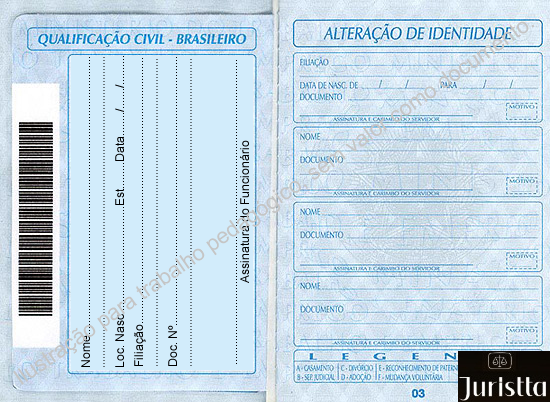 QUALIFICAÇÃO CIVIL - BRASILEIRO
Nome
Loc. Nasc. Est. Data / /
Filiação
Doc. Nº
Assinatura do Funcionário
Ilustração para trabalho pedagógico, sem valor como documento
ALTERAÇÃO DE IDENTIDADE
FILIAÇÃO
DATA DE NASC. DE / / PARA / /
DOCUMENTO
MOTIVO
ASSINATURA E CARIMBO DO SERVIDOR
NOME
DOCUMENTO
MOTIVO
ASSINATURA E CARIMBO DO SERVIDOR
NOME
DOCUMENTO
MOTIVO
ASSINATURA E CARIMBO DO SERVIDOR
NOME
DOCUMENTO
MOTIVO
ASSINATURA E CARIMBO DO SERVIDOR
L E G E N
A - CASAMENTO C - DIVÓRCIO E - RECONHECIMENTO DE PATERN
B - SEP. JUDICIAL D - ADOÇÃO F - MUDANÇA VOLUNTÁRIA
03
Juristta